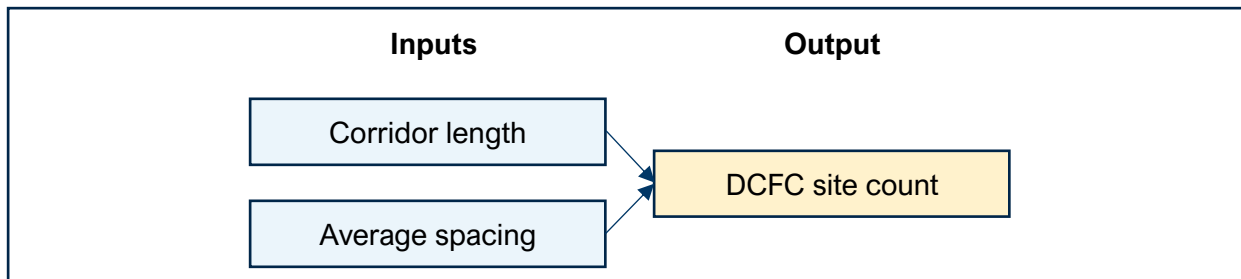 Inputs
Output
Corridor length
DCFC site count
Average spacing